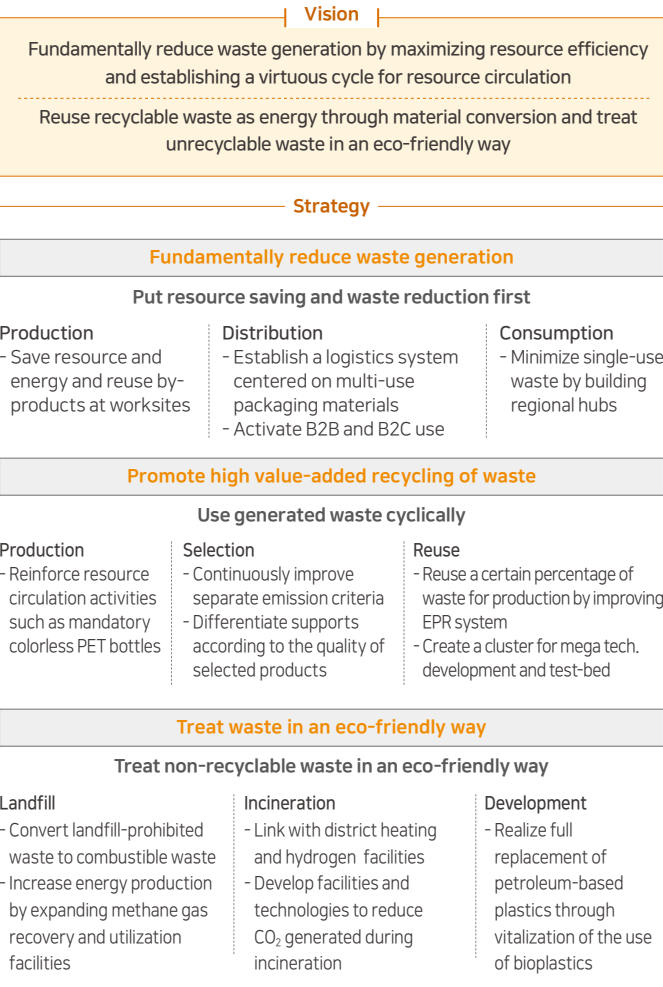 Vision
Fundamentally reduce waste generation by maximizing resource efficiency
and establishing a virtuous cycle for resource circulation
Reuse recyclable waste as energy through material conversion and treat
unrecyclable waste in an eco-friendly way
Strategy
Fundamentally reduce waste generation
Put resource saving and waste reduction first
Production
- Save resource and
energy and reuse by-
products at worksites
Distribution
- Establish a logistics system
centered on multi-use
packaging materials
- Activate B2B and B2C use
Consumption
- Minimize single-use
waste by building
regional hubs
Promote high value-added recycling of waste
Use generated waste cyclically
Production
- Reinforce resource
circulation activities
such as mandatory
colorless PET bottles
Selection
- Continuously improve
separate emission criteria
- Differentiate supports
according to the quality of
selected products
Reuse
- Reuse a certain percentage of
waste for production by improving
EPR system
- Create a cluster for mega tech.
development and test-bed
Treat waste in an eco-friendly way
Treat non-recyclable waste in an eco-friendly way
Landfill
- Convert landfill-prohibited
waste to combustible waste
- Increase energy production
by expanding methane gas
recovery and utilization
facilities
Incineration
- Link with district heating
and hydrogen facilities
- Develop facilities and
technologies to reduce
CO₂ generated during
incineration
Development
- Realize full
replacement of
petroleum-based
plastics through
vitalization of the use
of bioplastics